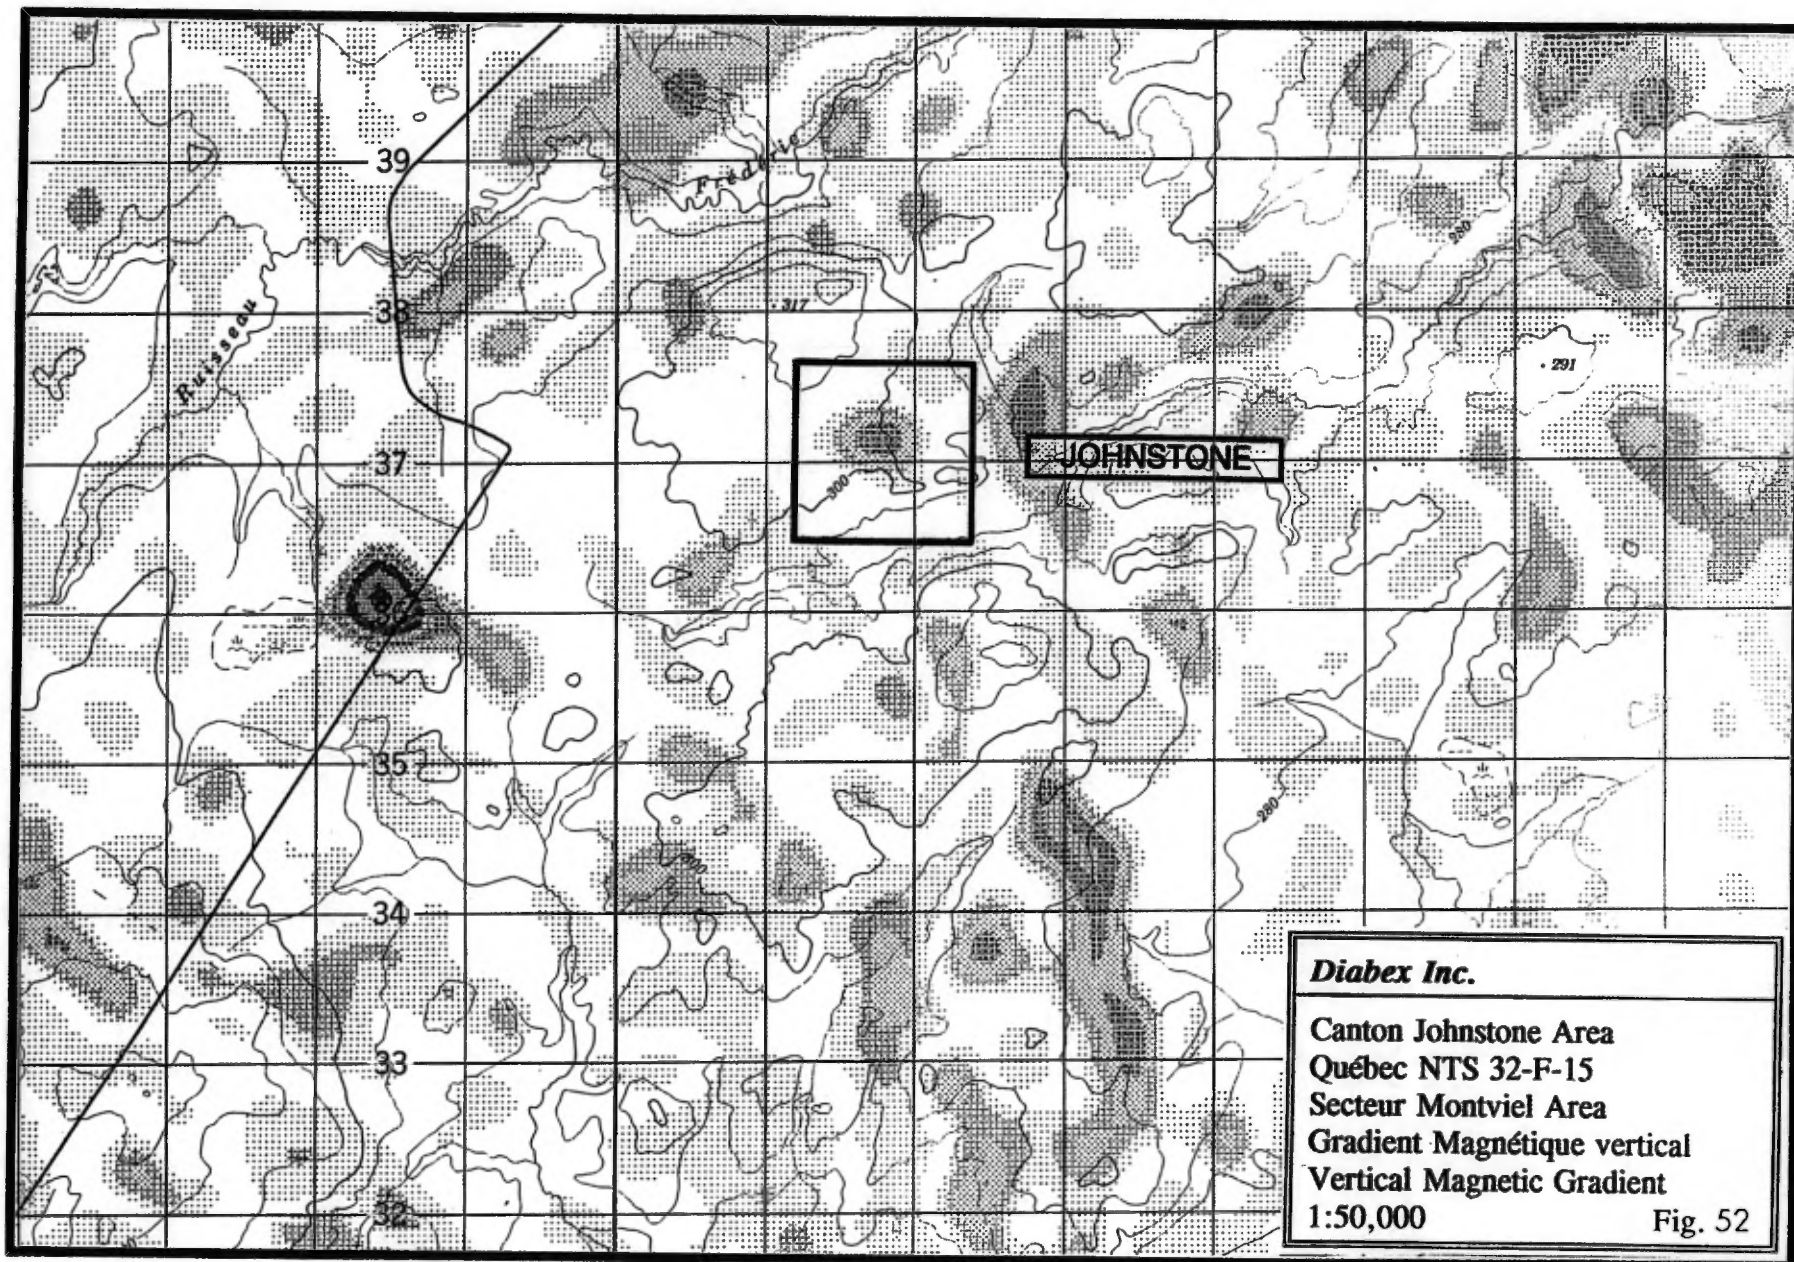 39
Frédéric
280
38
Ruisseau
317
291
37
JOHNSTONE
300
35
280
34
33
32
Diabex Inc.
Canton Johnstone Area
Québec NTS 32-F-15
Secteur Montviel Area
Gradient Magnétique vertical
Vertical Magnetic Gradient
1:50,000 Fig. 52